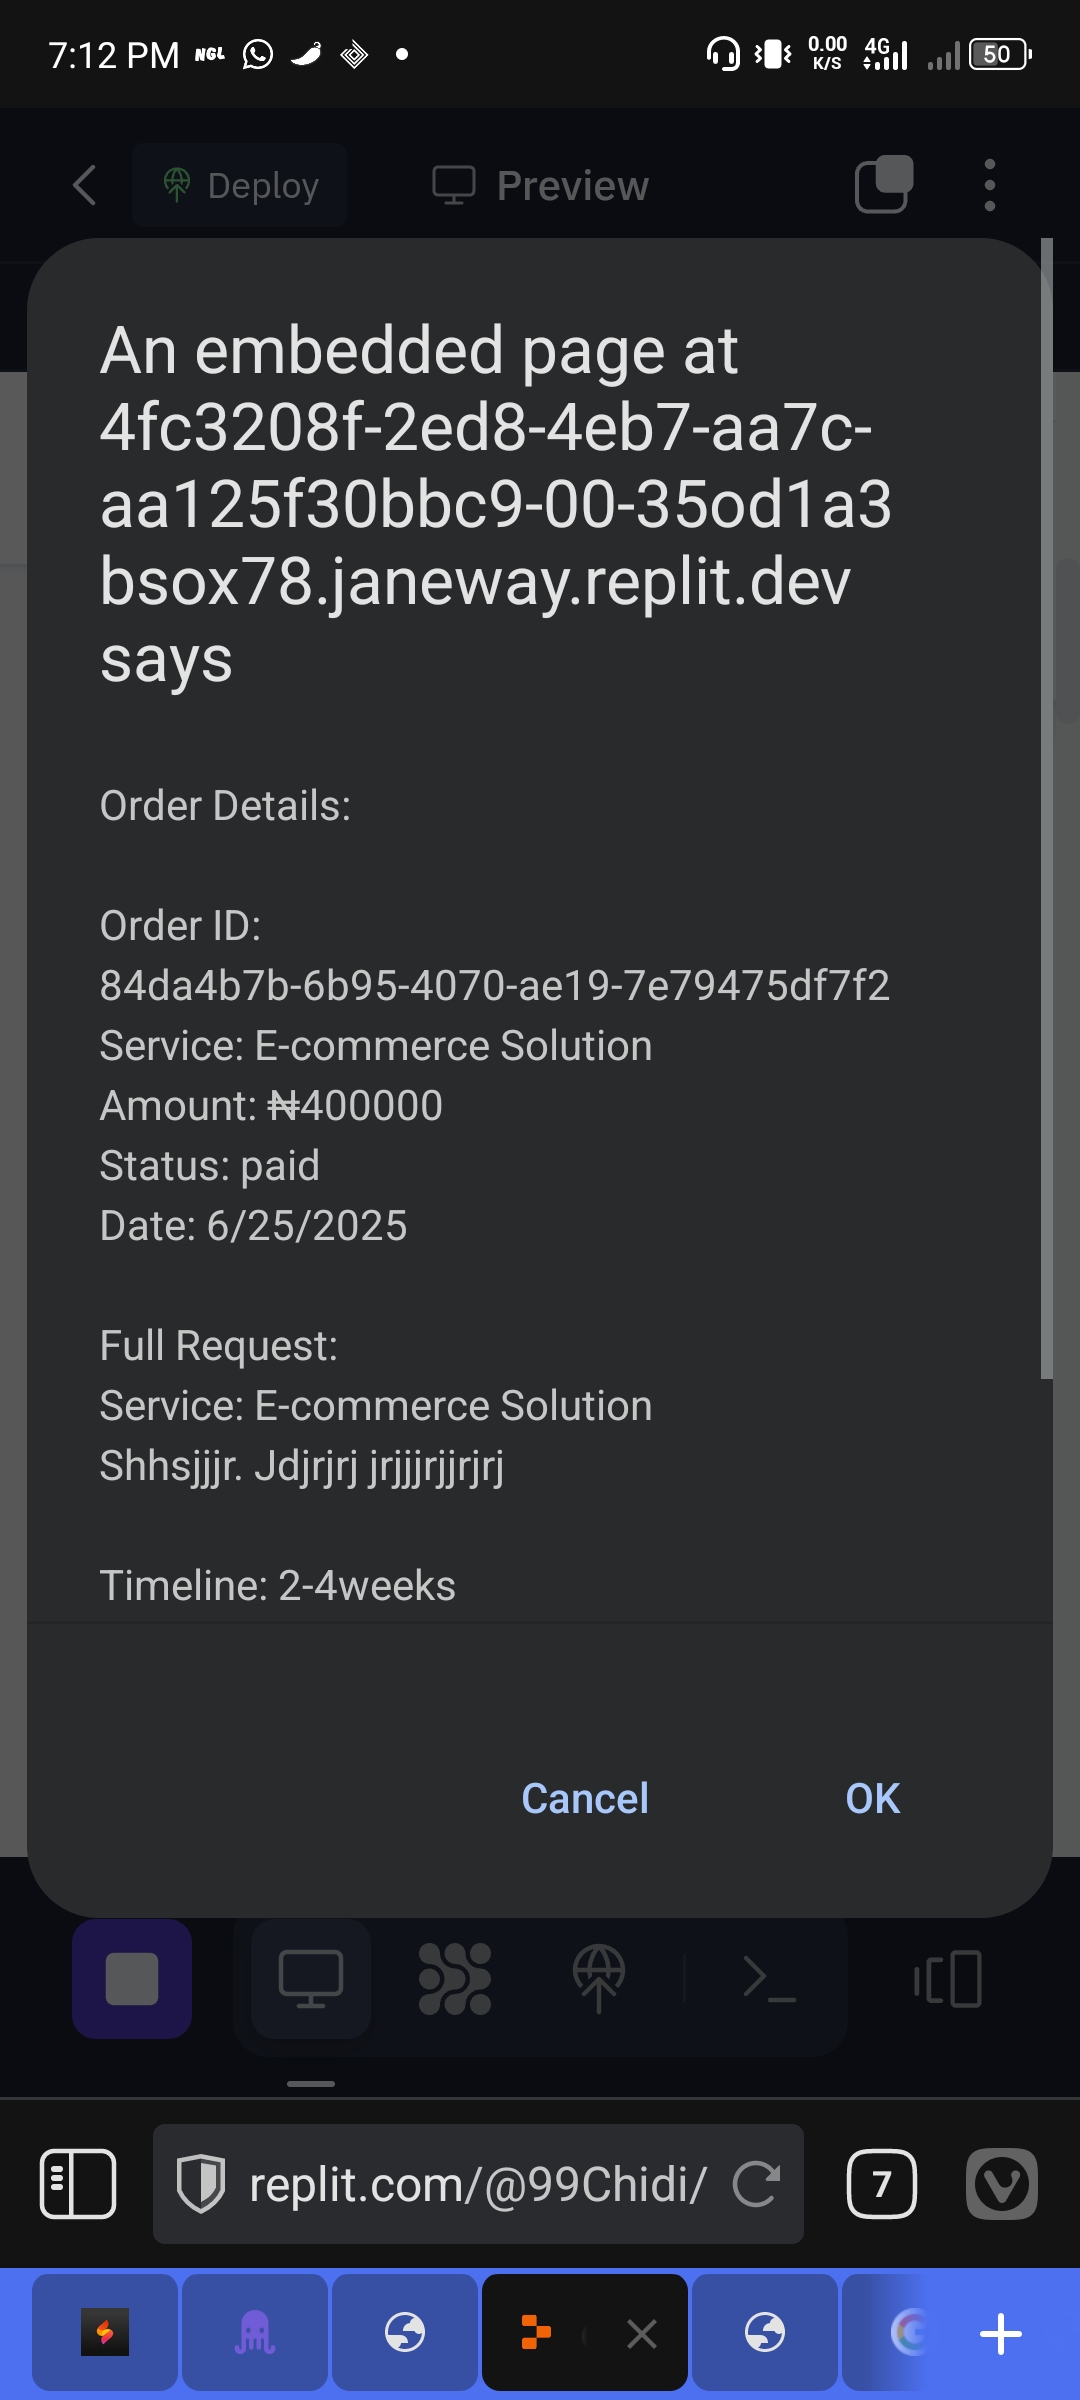 7:12 PM NGL 0.00 K/S 4G 50
Deploy Preview
An embedded page at
4fc3208f-2ed8-4eb7-aa7c-
aa125f30bbc9-00-35od1a3
bsox78.janeway.replit.dev
says
Order Details:
Order ID:
84da4b7b-6b95-4070-ae19-7e79475df7f2
Service: E-commerce Solution
Amount: ₦400000
Status: paid
Date: 6/25/2025
Full Request:
Service: E-commerce Solution
Shhsjjjr. Jdjrjrj jrjjjrjjrjrj
Timeline: 2-4weeks
Cancel OK
replit.com/@99Chidi/ 7